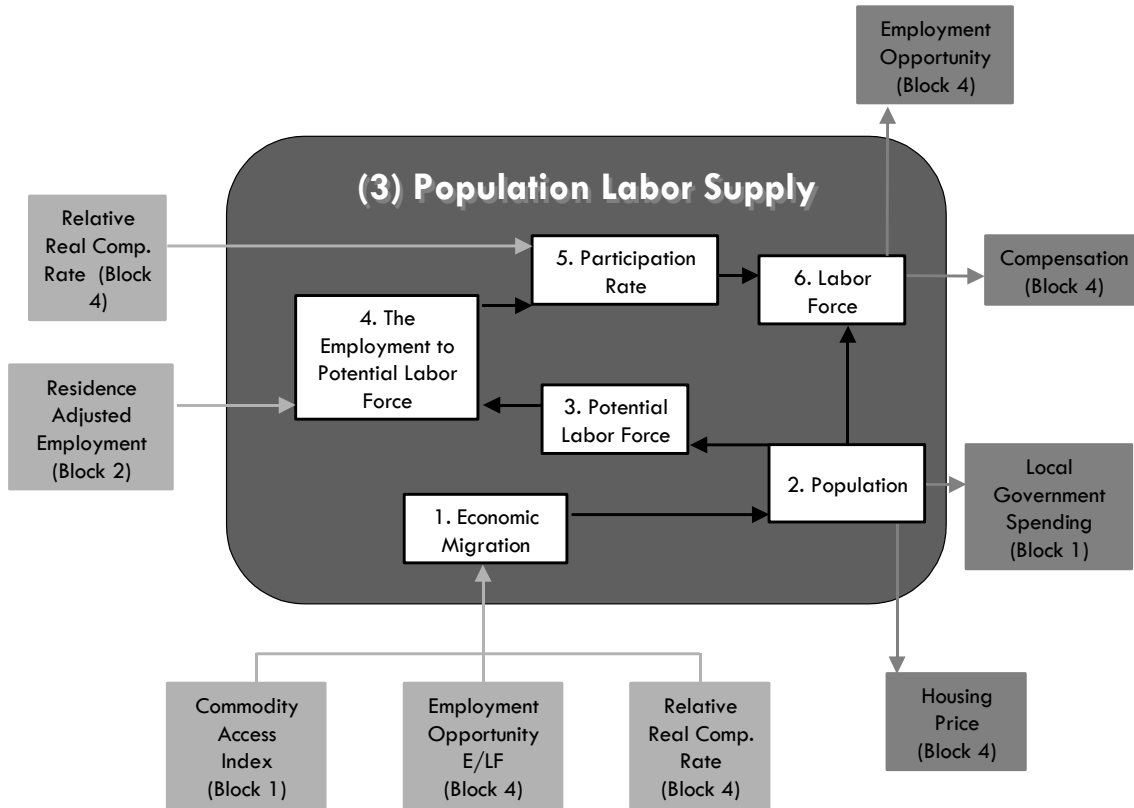 Employment
Opportunity
(Block 4)
(3) Population Labor Supply
Relative
Real Comp.
Rate (Block
4)
5. Participation
Rate
6. Labor
Force
Compensation
(Block 4)
4. The
Employment to
Potential Labor
Force
Residence
Adjusted
Employment
(Block 2)
3. Potential
Labor Force
2. Population
Local
Government
Spending
(Block 1)
1. Economic
Migration
Commodity
Access
Index
(Block 1)
Employment
Opportunity
E/LF
(Block 4)
Relative
Real Comp.
Rate
(Block 4)
Housing
Price
(Block 4)